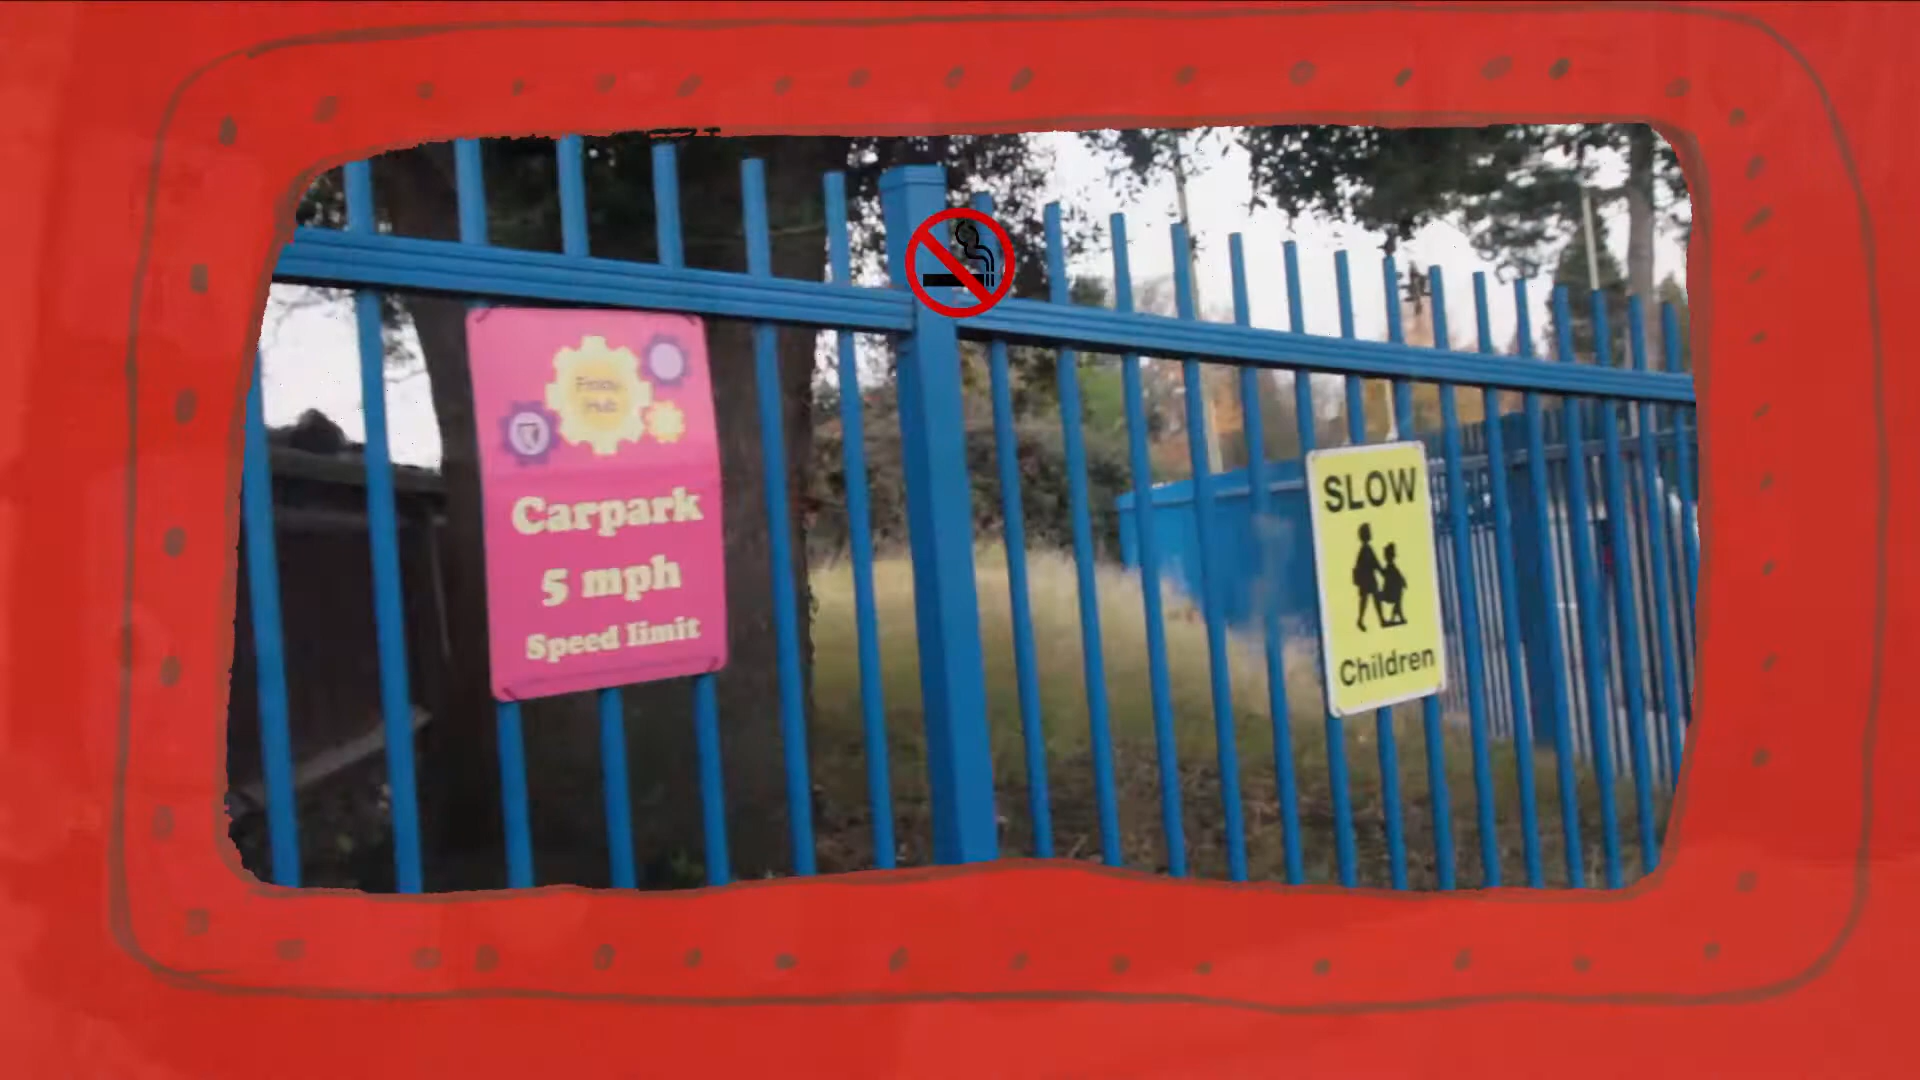 Carpark
5 mph
Speed limit
SLOW
Children